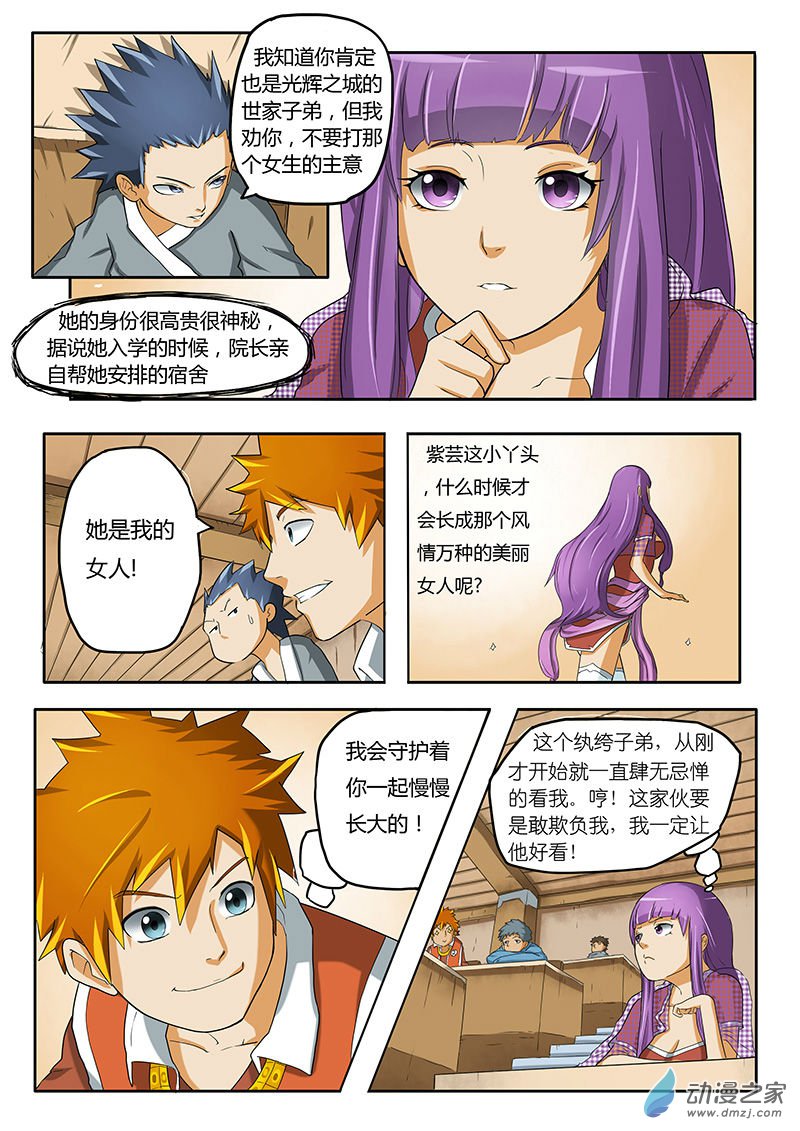 我知道你肯定
也是光辉之城的
世家子弟，但我
劝你，不要打那
个女生的主意
她的身份很高贵很神秘，
据说她入学的时候，院长亲
自帮她安排的宿舍
她是我的
女人!
紫芸这小丫头
，什么时候才
会长成那个风
情万种的美丽
女人呢?
我会守护着
你一起慢慢
长大的！
这个纨绔子弟，从刚
才开始就一直肆无忌惮
的看我。哼！这家伙要
是敢欺负我，我一定让
他好看!
动漫之家
www.dmzj.com